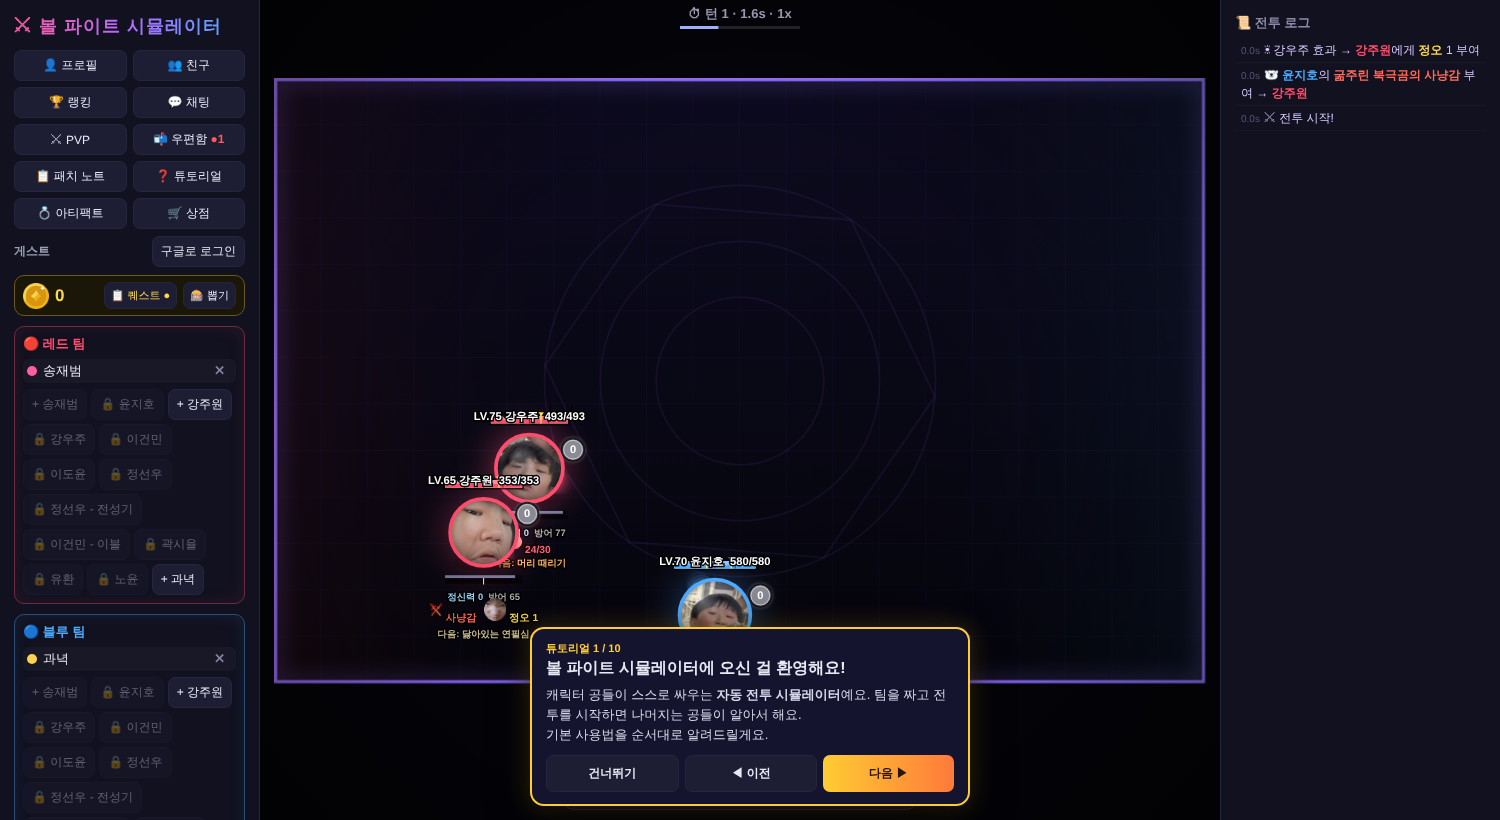 볼 파이트 시뮬레이터
프로필
친구
랭킹
채팅
PVP
우편함 ●1
패치 노트
튜토리얼
아티팩트
상점
게스트
구글로 로그인
0
퀘스트 ●
뽑기
레드 팀
송재범 ✕
+ 송재범
윤지호
+ 강주원
강우주
이건민
이도윤
정선우
정선우 - 전성기
이건민 - 이불
곽시율
유환
노윤
+ 과녁
블루 팀
과녁 ✕
+ 송재범
윤지호
+ 강주원
강우주
이건민
이도윤
정선우
정선우 - 전성기
턴 1 · 1.6s · 1x
LV.75 강우주 493/493
0
LV.65 강주원 353/353
0
0 방어 77
24/30
머리 때리기
정신력 0 방어 65
사냥감 정오 1
다음: 닳아있는 연필심
LV.70 윤지호 580/580
0
튜토리얼 1 / 10
볼 파이트 시뮬레이터에 오신 걸 환영해요!
캐릭터 공들이 스스로 싸우는 자동 전투 시뮬레이터예요. 팀을 짜고 전
투를 시작하면 나머지는 공들이 알아서 해요.
기본 사용법을 순서대로 알려드릴게요.
건너뛰기
◀ 이전
다음 ▶
전투 로그
0.0s 강우주 효과 → 강주원에게 정오 1 부여
0.0s 윤지호의 굶주린 북극곰의 사냥감 부
여 → 강주원
0.0s 전투 시작!